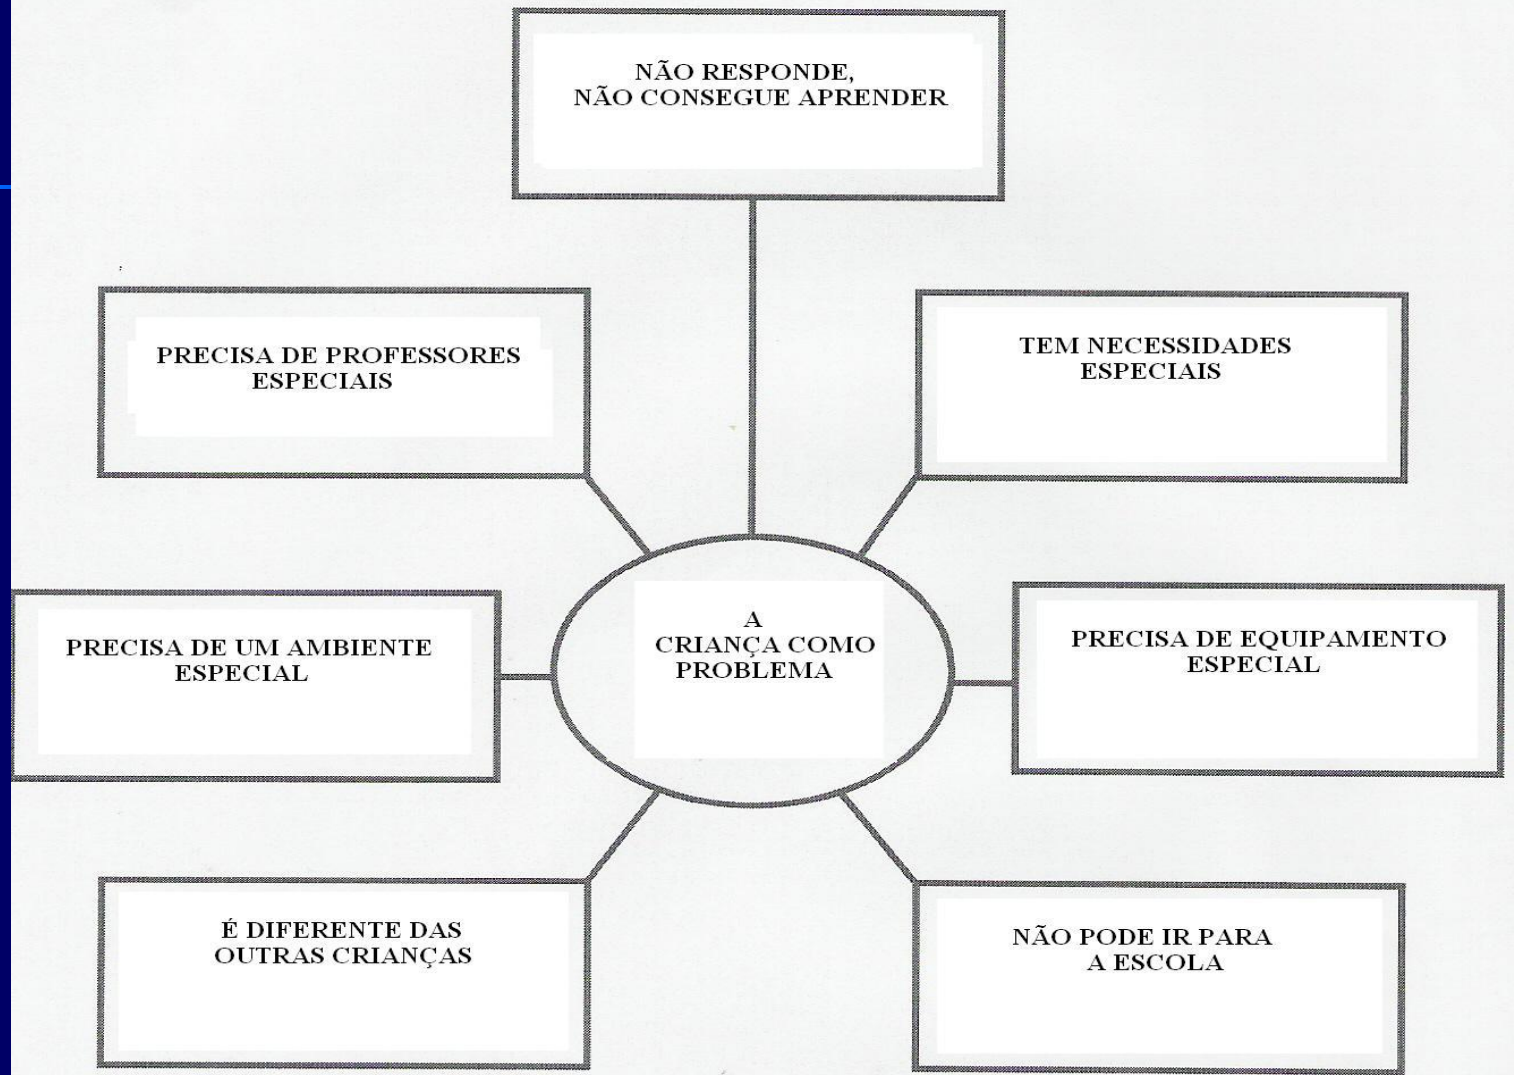 NÃO RESPONDE,
NÃO CONSEGUE APRENDER
PRECISA DE PROFESSORES
ESPECIAIS
TEM NECESSIDADES
ESPECIAIS
PRECISA DE UM AMBIENTE
ESPECIAL
A
CRIANÇA COMO
PROBLEMA
PRECISA DE EQUIPAMENTO
ESPECIAL
É DIFERENTE DAS
OUTRAS CRIANÇAS
NÃO PODE IR PARA
A ESCOLA